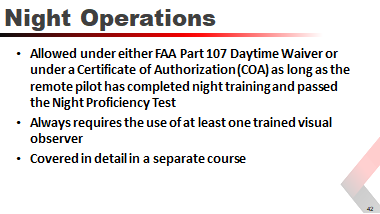 Night Operations
• Allowed under either FAA Part 107 Daytime Waiver or
under a Certificate of Authorization (COA) as long as the
remote pilot has completed night training and passed
the Night Proficiency Test
• Always requires the use of at least one trained visual
observer
• Covered in detail in a separate course
42